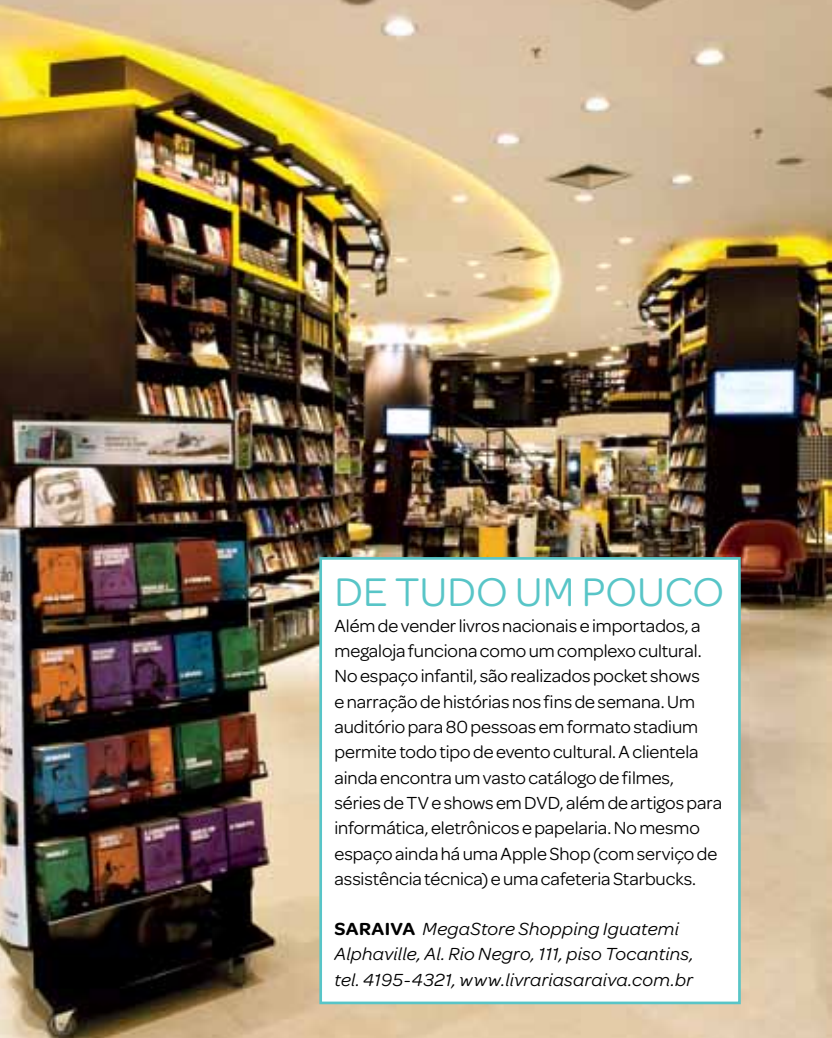 DE TUDO UM POUCO
Além de vender livros nacionais e importados, a
megaloja funciona como um complexo cultural.
No espaço infantil, são realizados pocket shows
e narração de histórias nos fins de semana. Um
auditório para 80 pessoas em formato stadium
permite todo tipo de evento cultural. A clientela
ainda encontra um vasto catálogo de filmes,
séries de TV e shows em DVD, além de artigos para
informática, eletrônicos e papelaria. No mesmo
espaço ainda há uma Apple Shop (com serviço de
assistência técnica) e uma cafeteria Starbucks.
SARAIVA MegaStore Shopping Iguatemi
Alphaville, Al. Rio Negro, 111, piso Tocantins,
tel. 4195-4321, www.livrariasaraiva.com.br